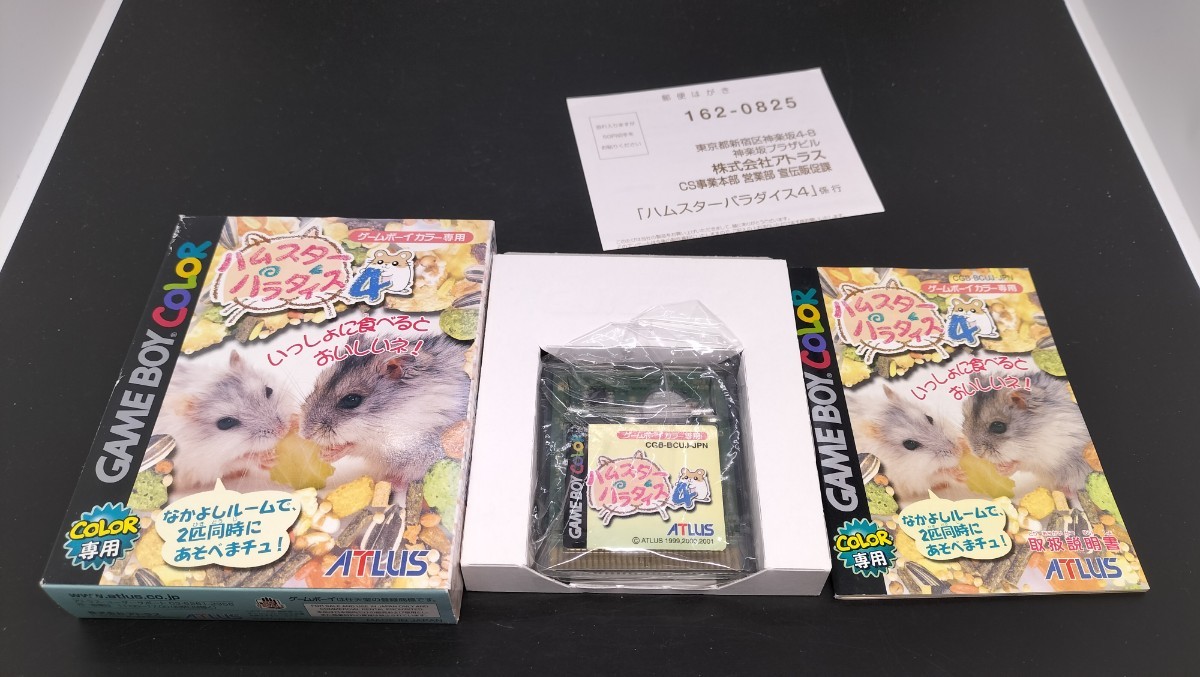 郵便はがき
162-0825
東京都新宿区神楽坂4-8
神楽坂プラザビル
株式会社アトラス
CS事業本部 営業部 宣伝販促課
「ハムスターパラダイス4」係行
GAME BOY COLOR
ゲームボーイカラー専用
ハムスター
パラダイス4
いっしょに食べると
おいしいネ!
なかよしルームで、
2匹同時に
あそべまチュ!
COLOR
専用
ATLUS
www.atlus.co.jp
ATLUS
GAME BOY COLOR
ゲームボーイカラー専用
CGB-BCUJ-JPN
ハムスター
パラダイス4
ATLUS
© ATLUS 1999,2000,2001
GAME BOY COLOR
CGB-BCUJ-JPN
ゲームボーイカラー専用
ハムスター
パラダイス4
いっしょに食べると
おいしいネ!
なかよしルームで、
2匹同時に
あそべまチュ!
COLOR
専用
取扱説明書
ATLUS